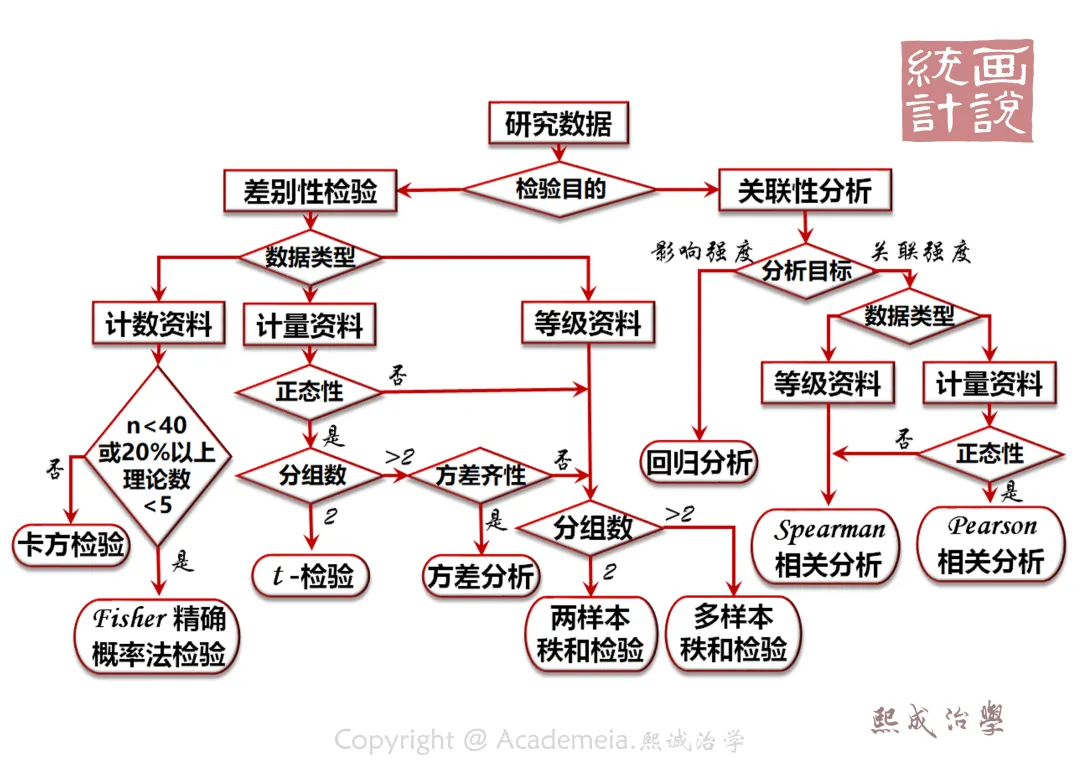 画説
統計
研究数据
检验目的
差别性检验
关联性分析
数据类型
影响强度
分析目标
关联强度
计数资料
计量资料
等级资料
数据类型
等级资料
计量资料
正态性
否
是
n<40
或20%以上
理论数
<5
否
是
分组数
>2
2
方差齐性
否
是
分组数
>2
2
回归分析
否
正态性
是
卡方检验
t-检验
方差分析
Spearman
相关分析
Pearson
相关分析
Fisher 精确
概率法检验
两样本
秩和检验
多样本
秩和检验
熙成治學
Copyright @ Academeia.熙诚治学